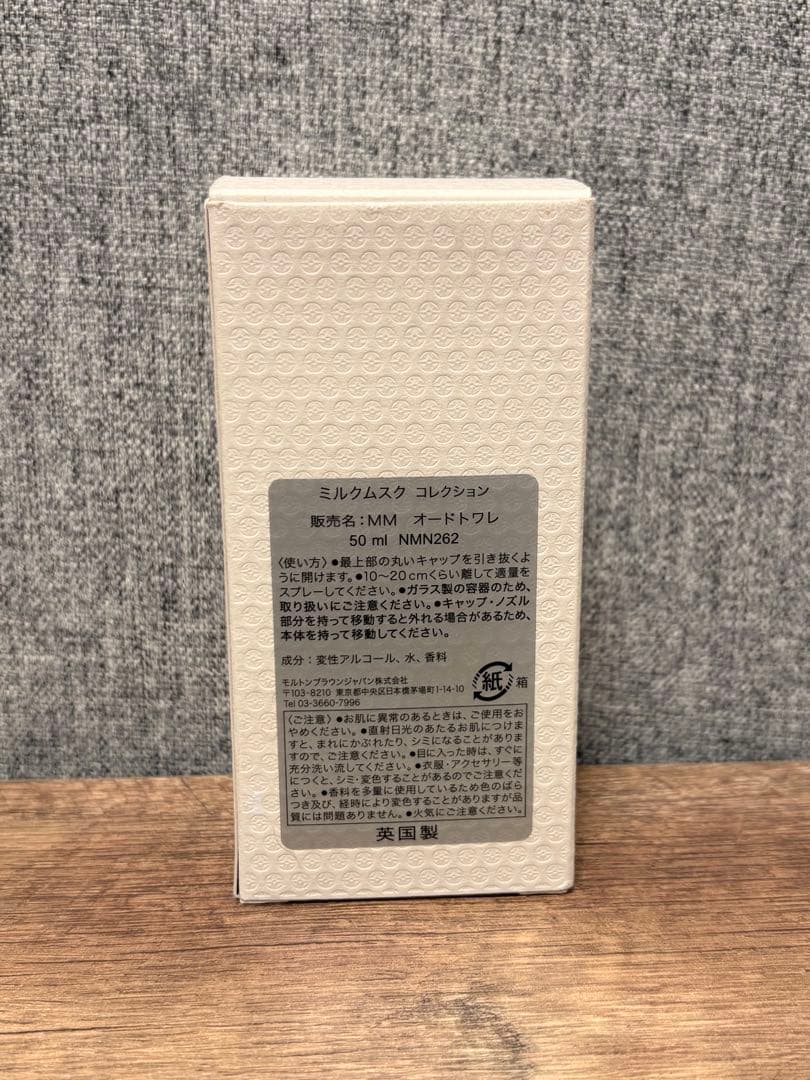 ミルクムスク コレクション
販売名：MM　オードトワレ
50 ml NMN262
〈使い方〉●最上部の丸いキャップを引き抜くよ
うに開けます。●10〜20cmくらい離して適量を
スプレーしてください。●ガラス製の容器のため、
取り扱いにご注意ください。●キャップ・ノズル
部分を持って移動すると外れる場合があるため、
本体を持って移動してください。
成分：変性アルコール、水、香料
モルトンブラウンジャパン株式会社
〒103-8210 東京都中央区日本橋茅場町1-14-10
Tel 03-3660-7996
紙 箱
〈ご注意〉●お肌に異常のあるときは、ご使用をお
やめください。●直射日光のあたるお肌につけま
すと、まれにかぶれたり、シミになることがありま
すので、ご注意ください。●目に入った時は、すぐに
充分洗い流してください。●衣服・アクセサリー等
につくと、シミ・変色することがあるのでご注意くだ
さい。●香料を多量に使用しているため色のばら
つき及び、経時により変色することがありますが品
質には問題ありません。●火気にご注意ください。
英国製